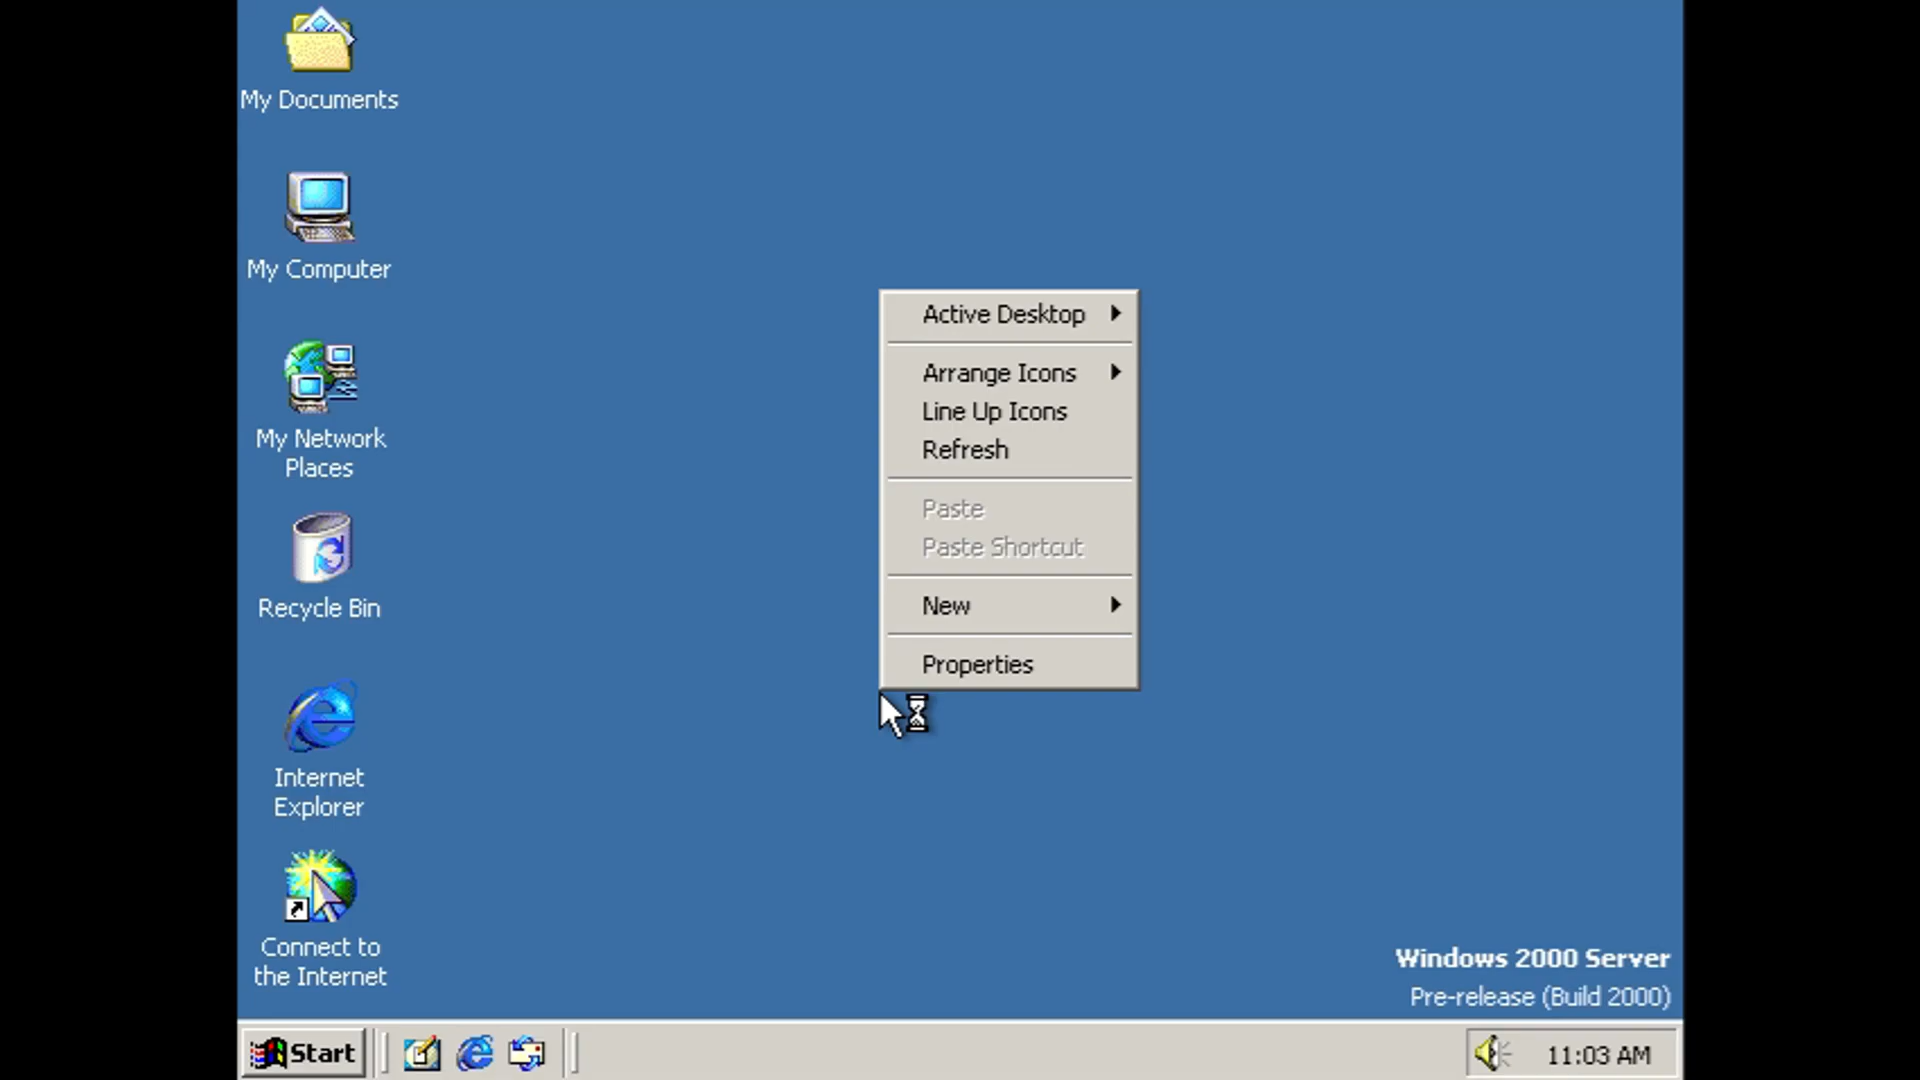 My Documents
My Computer
My Network
Places
Recycle Bin
Internet
Explorer
Connect to
the Internet
Active Desktop
Arrange Icons
Line Up Icons
Refresh
Paste
Paste Shortcut
New
Properties
Windows 2000 Server
Pre-release (Build 2000)
Start
11:03 AM